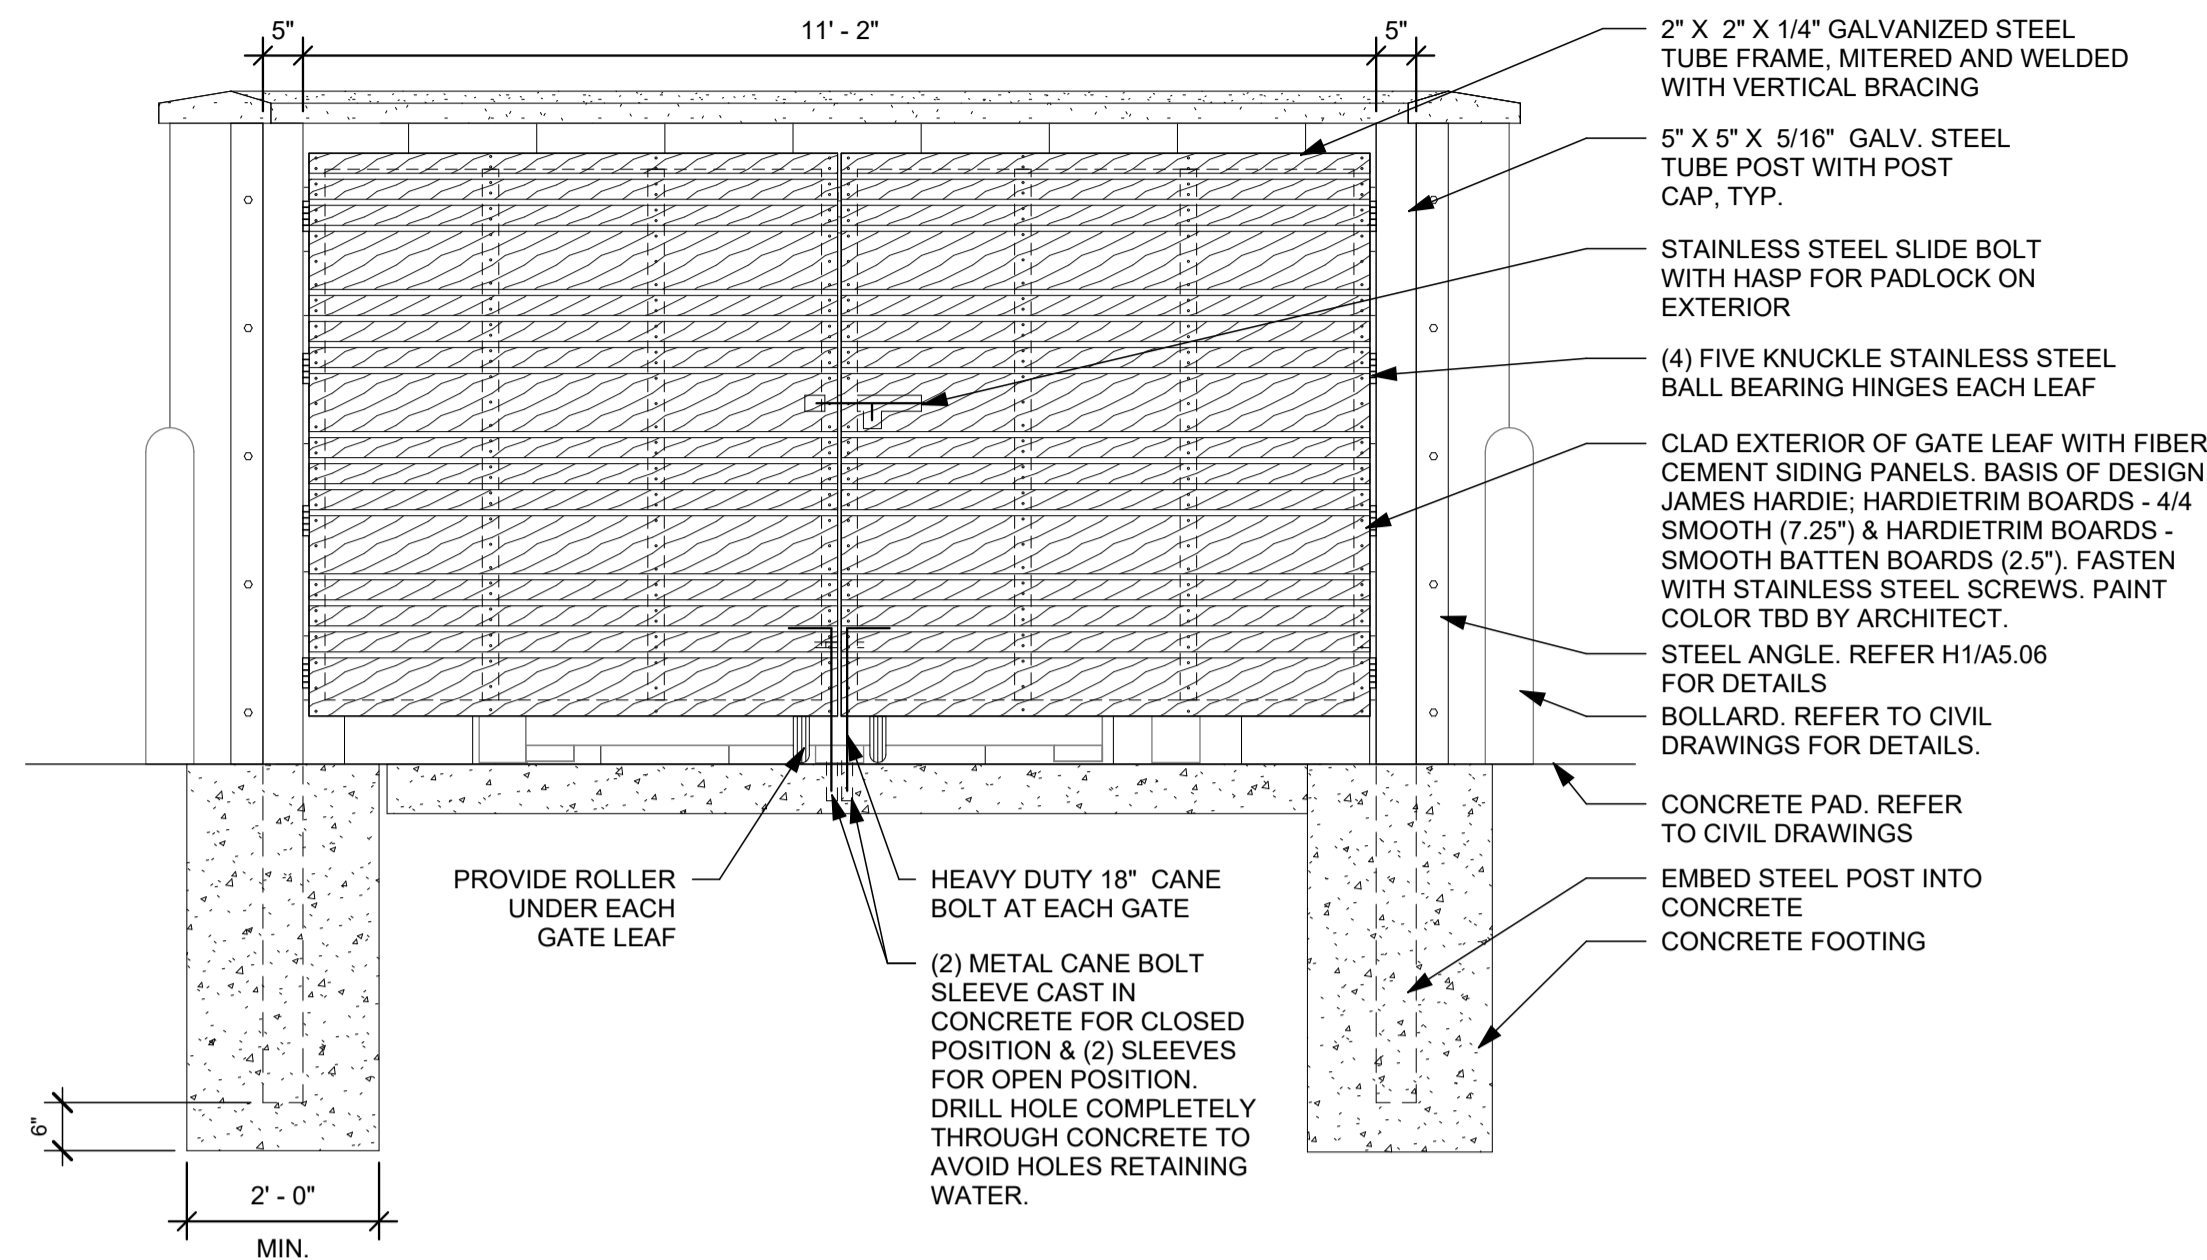 5"
11' - 2"
5"
2" X  2" X 1/4" GALVANIZED STEEL
TUBE FRAME, MITERED AND WELDED
WITH VERTICAL BRACING
5" X 5" X  5/16"  GALV. STEEL
TUBE POST WITH POST
CAP, TYP.
STAINLESS STEEL SLIDE BOLT
WITH HASP FOR PADLOCK ON
EXTERIOR
(4) FIVE KNUCKLE STAINLESS STEEL
BALL BEARING HINGES EACH LEAF
CLAD EXTERIOR OF GATE LEAF WITH FIBER
CEMENT SIDING PANELS. BASIS OF DESIGN
JAMES HARDIE; HARDIETRIM BOARDS - 4/4
SMOOTH (7.25") & HARDIETRIM BOARDS -
SMOOTH BATTEN BOARDS (2.5"). FASTEN
WITH STAINLESS STEEL SCREWS. PAINT
COLOR TBD BY ARCHITECT.
STEEL ANGLE. REFER H1/A5.06
FOR DETAILS
BOLLARD. REFER TO CIVIL
DRAWINGS FOR DETAILS.
CONCRETE PAD. REFER
TO CIVIL DRAWINGS
EMBED STEEL POST INTO
CONCRETE
CONCRETE FOOTING
PROVIDE ROLLER
UNDER EACH
GATE LEAF
HEAVY DUTY 18"  CANE
BOLT AT EACH GATE
(2) METAL CANE BOLT
SLEEVE CAST IN
CONCRETE FOR CLOSED
POSITION & (2) SLEEVES
FOR OPEN POSITION.
DRILL HOLE COMPLETELY
THROUGH CONCRETE TO
AVOID HOLES RETAINING
WATER.
6"
2' - 0"
MIN.